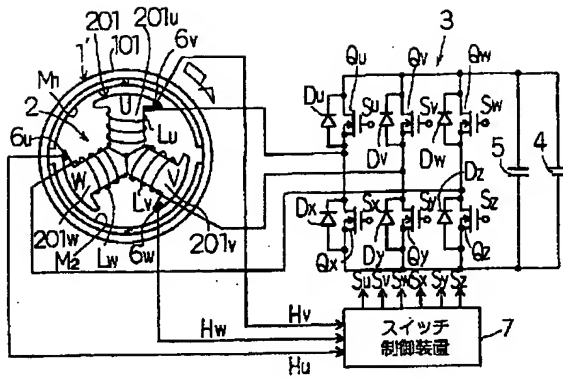 201
201u
1'
101
6v
3
M1
2
U
Qu
Qv
Qw
Du
Su
Sv
Sw
Lu
6u
W
V
Dv
Dw
Dz
5
4
Lv
Dx
Sx
Sy
Sz
201w
Lw
6w
201v
M2
Qx
Dy
Qy
Qz
Su
Sv
Sw
Sx
Sy
Sz
Hv
Hw
Hu
スイッチ
制御装置
7